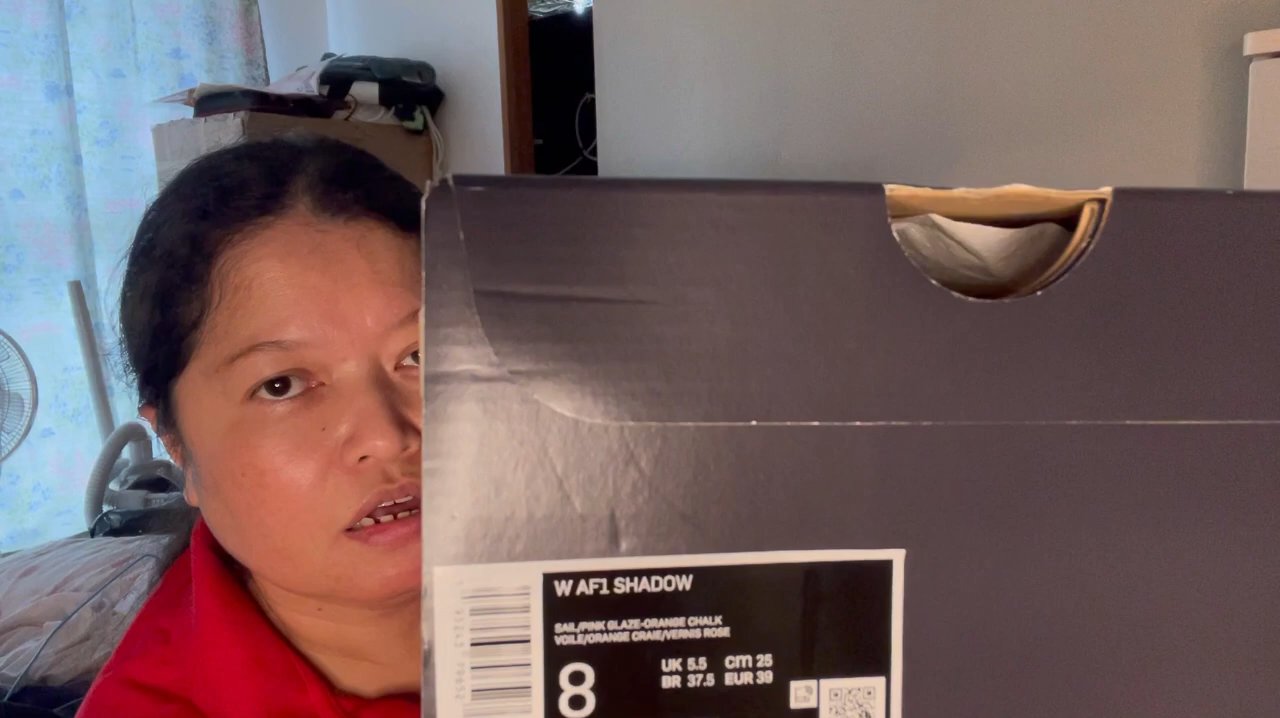 W AF1 SHADOW
SAIL/PINK GLAZE-ORANGE CHALK
VOILE/ORANGE CRAIE/VERNIS ROSE
8
UK 5.5 cm 25
BR 37.5 EUR 39